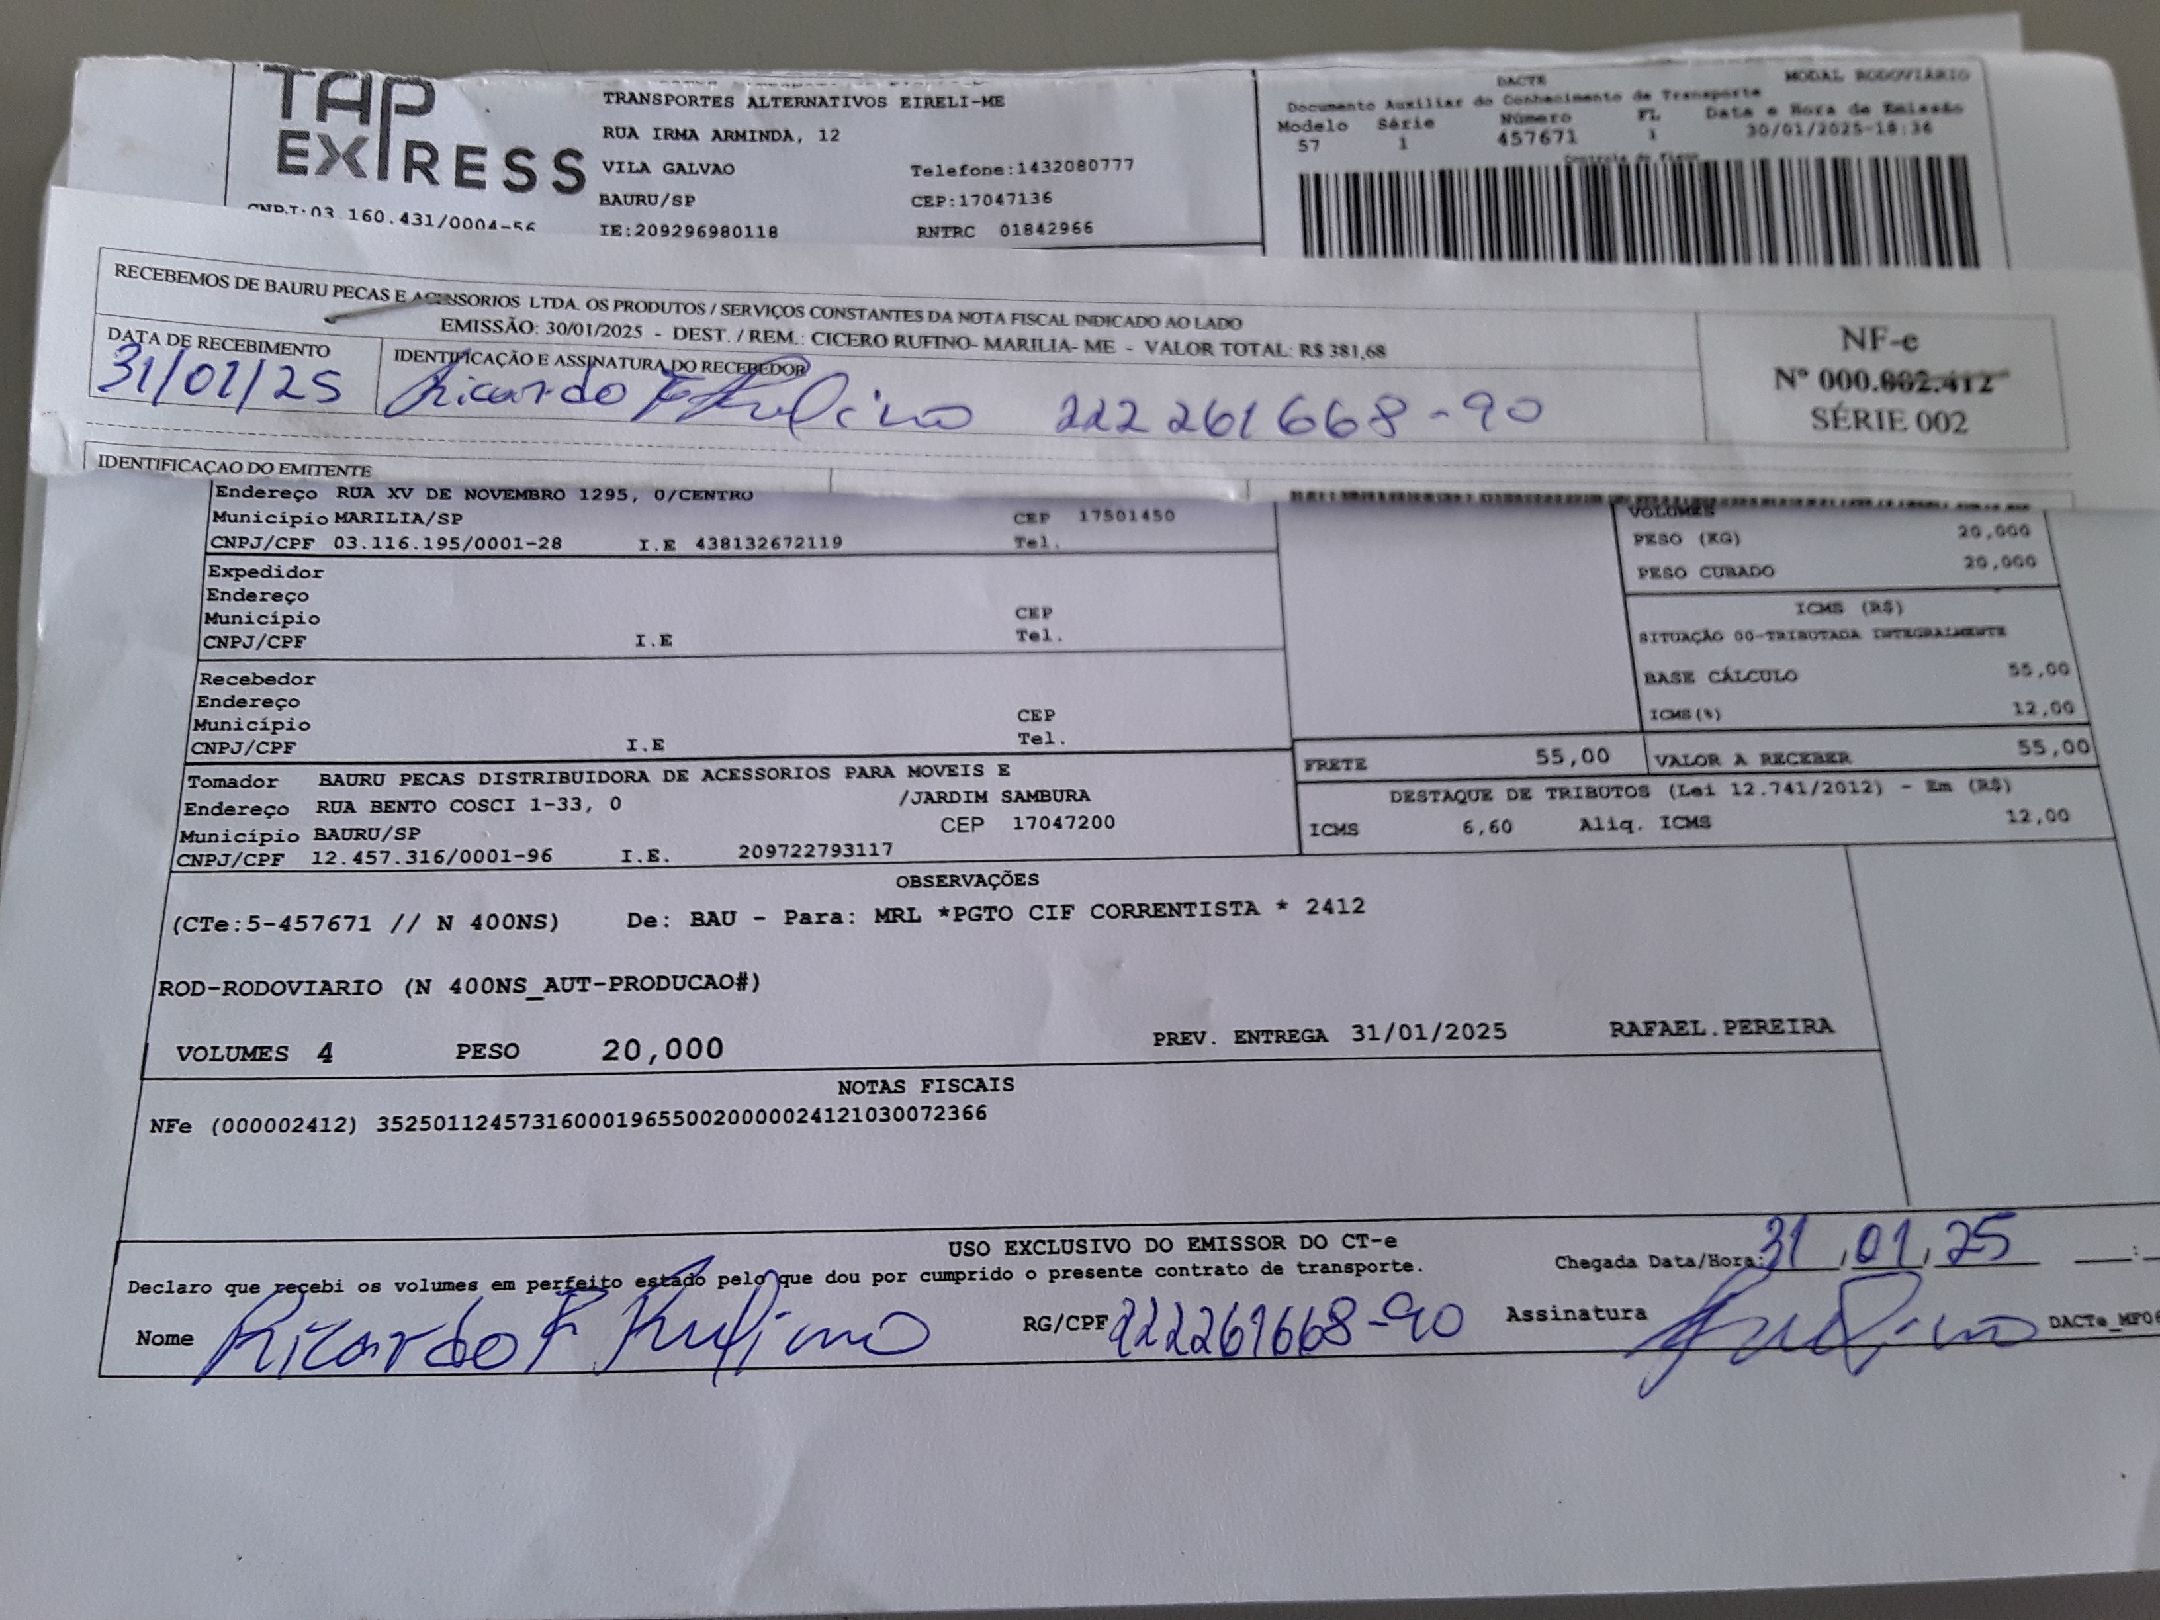 TAP
EXPRESS
CNPJ:03.160.431/0004-56
TRANSPORTES ALTERNATIVOS EIRELI-ME
RUA IRMA ARMINDA, 12
VILA GALVAO Telefone:1432080777
BAURU/SP CEP:17047136
IE:209296980118 RNTRC 01842966
DACTE MODAL RODOVIÁRIO
Documento Auxiliar do Conhecimento de Transporte
Modelo Série Número FL Data e Hora de Emissão
57 1 457671 1 30/01/2025-18:36
RECEBEMOS DE BAURU PECAS E ACESSORIOS LTDA. OS PRODUTOS / SERVIÇOS CONSTANTES DA NOTA FISCAL INDICADO AO LADO
EMISSÃO: 30/01/2025 - DEST. / REM.: CICERO RUFINO- MARILIA- ME - VALOR TOTAL: R$ 381,68
DATA DE RECEBIMENTO IDENTIFICAÇÃO E ASSINATURA DO RECEBEDOR
31/01/25 Ricardo F Rufino 222261668-90
NF-e
Nº 000.002.412
SÉRIE 002
IDENTIFICAÇAO DO EMITENTE
Endereço RUA XV DE NOVEMBRO 1295, 0/CENTRO
Município MARILIA/SP CEP 17501450
CNPJ/CPF 03.116.195/0001-28 I.E 438132672119 Tel.
Expedidor
Endereço
Município CEP
CNPJ/CPF I.E Tel.
Recebedor
Endereço
Município CEP
CNPJ/CPF I.E Tel.
Tomador BAURU PECAS DISTRIBUIDORA DE ACESSORIOS PARA MOVEIS E
Endereço RUA BENTO COSCI 1-33, 0 /JARDIM SAMBURA
Município BAURU/SP CEP 17047200
CNPJ/CPF 12.457.316/0001-96 I.E. 209722793117
VOLUMES
PESO (KG) 20,000
PESO CUBADO 20,000
ICMS (R$)
SITUAÇÃO 00-TRIBUTADA INTEGRALMENTE
BASE CÁLCULO 55,00
ICMS(%) 12,00
FRETE 55,00 VALOR A RECEBER 55,00
DESTAQUE DE TRIBUTOS (Lei 12.741/2012) - Em (R$)
ICMS 6,60 Aliq. ICMS 12,00
OBSERVAÇÕES
(CTe:5-457671 // N 400NS) De: BAU - Para: MRL *PGTO CIF CORRENTISTA * 2412
ROD-RODOVIARIO (N 400NS_AUT-PRODUCAO#)
VOLUMES 4 PESO 20,000 PREV. ENTREGA 31/01/2025 RAFAEL.PEREIRA
NOTAS FISCAIS
NFe (000002412) 35250112457316000196550020000024121030072366
USO EXCLUSIVO DO EMISSOR DO CT-e
Declaro que recebi os volumes em perfeito estado pelo que dou por cumprido o presente contrato de transporte.
Chegada Data/Hora: 31,01,25 :
Nome Ricardo F Rufino RG/CPF 222261668-90 Assinatura Rufino DACTe_MF06